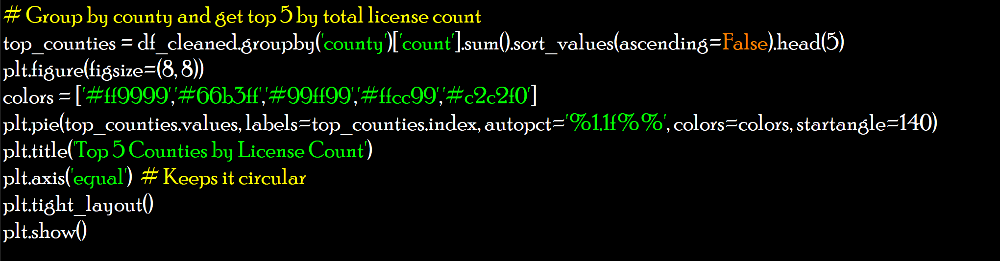 # Group by county and get top 5 by total license count
top_counties = df_cleaned.groupby('county')['count'].sum().sort_values(ascending=False).head(5)
plt.figure(figsize=(8, 8))
colors = ['#ff9999','#66b3ff','#99ff99','#ffcc99','#c2c2f0']
plt.pie(top_counties.values, labels=top_counties.index, autopct='%1.1f%%', colors=colors, startangle=140)
plt.title('Top 5 Counties by License Count')
plt.axis('equal')  # Keeps it circular
plt.tight_layout()
plt.show()